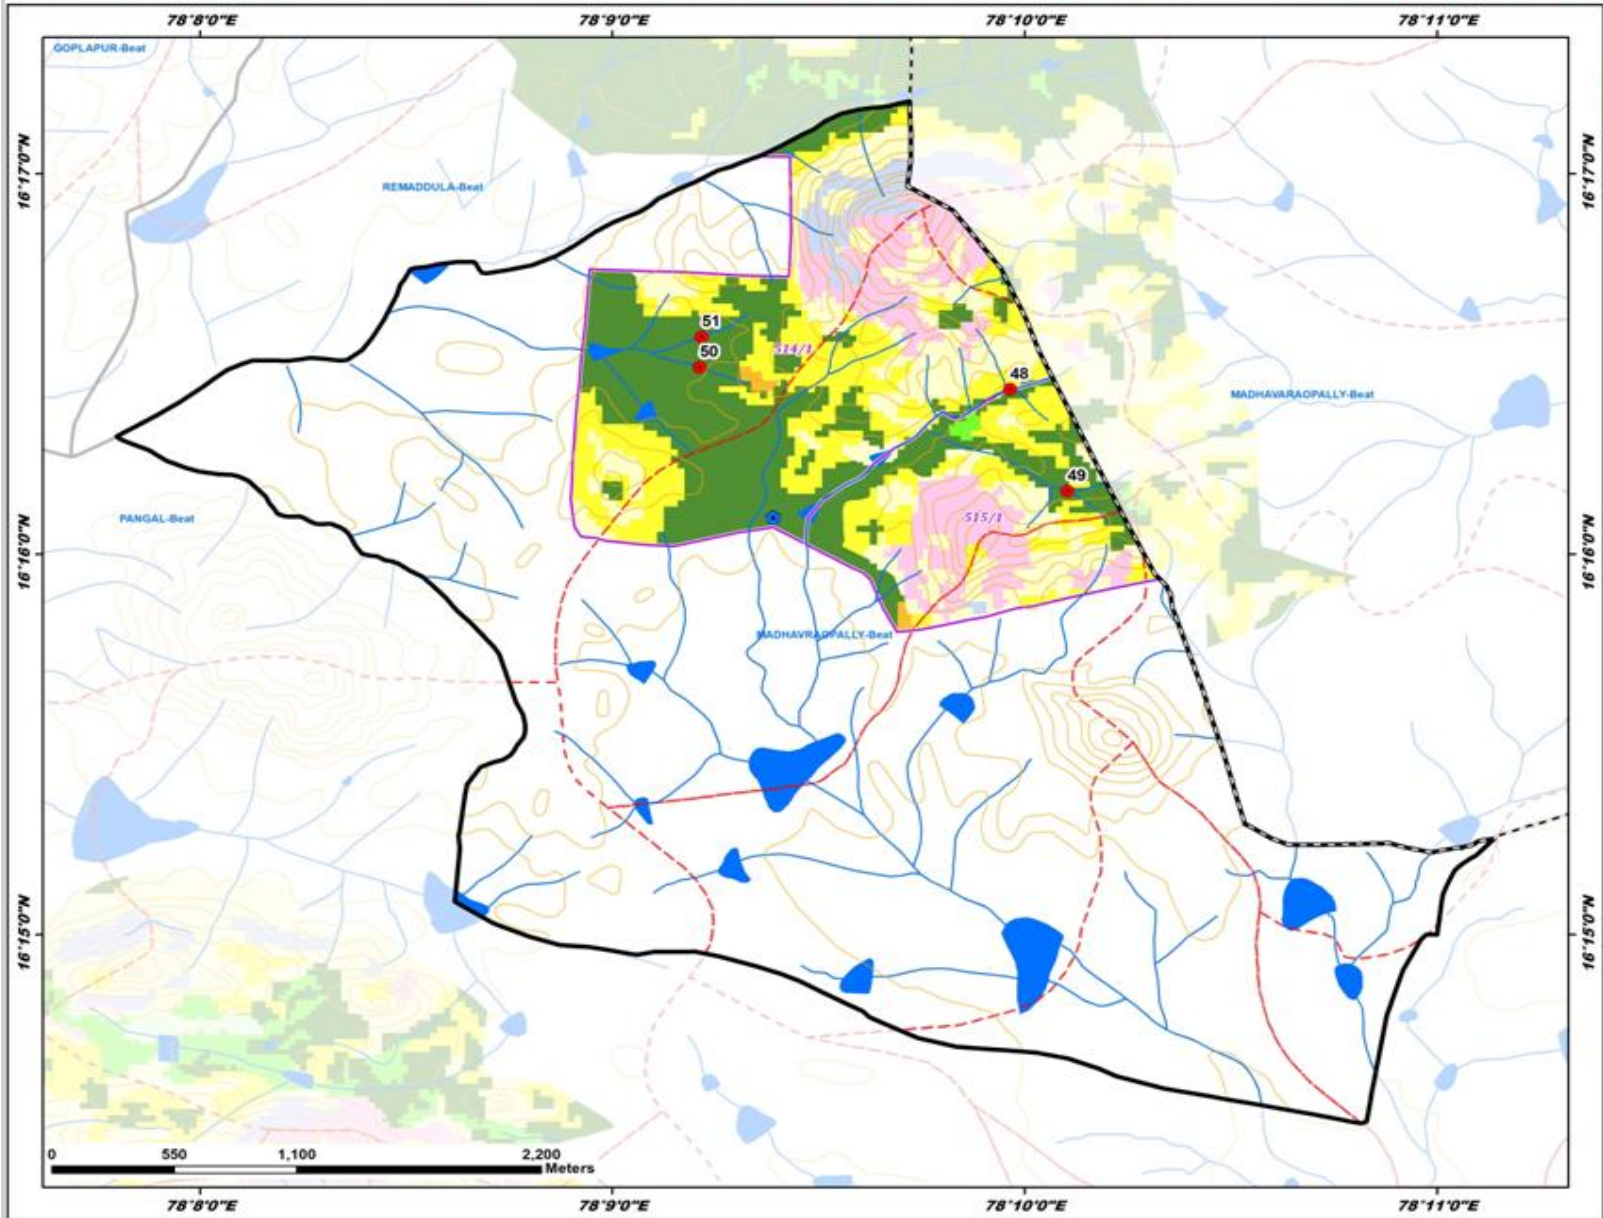 78°8'0"E 78°9'0"E 78°10'0"E 78°11'0"E
GOPLAPUR-Beat
16°17'0"N 16°17'0"N
REMADDULA-Beat
51
514/1
50
48
MADHAVARAOPALLY-Beat
49
PANGAL-Beat
515/1
16°16'0"N 16°16'0"N
MADHAVRAOPALLY-Beat
16°15'0"N 16°15'0"N
0 550 1,100 2,200
Meters
78°8'0"E 78°9'0"E 78°10'0"E 78°11'0"E